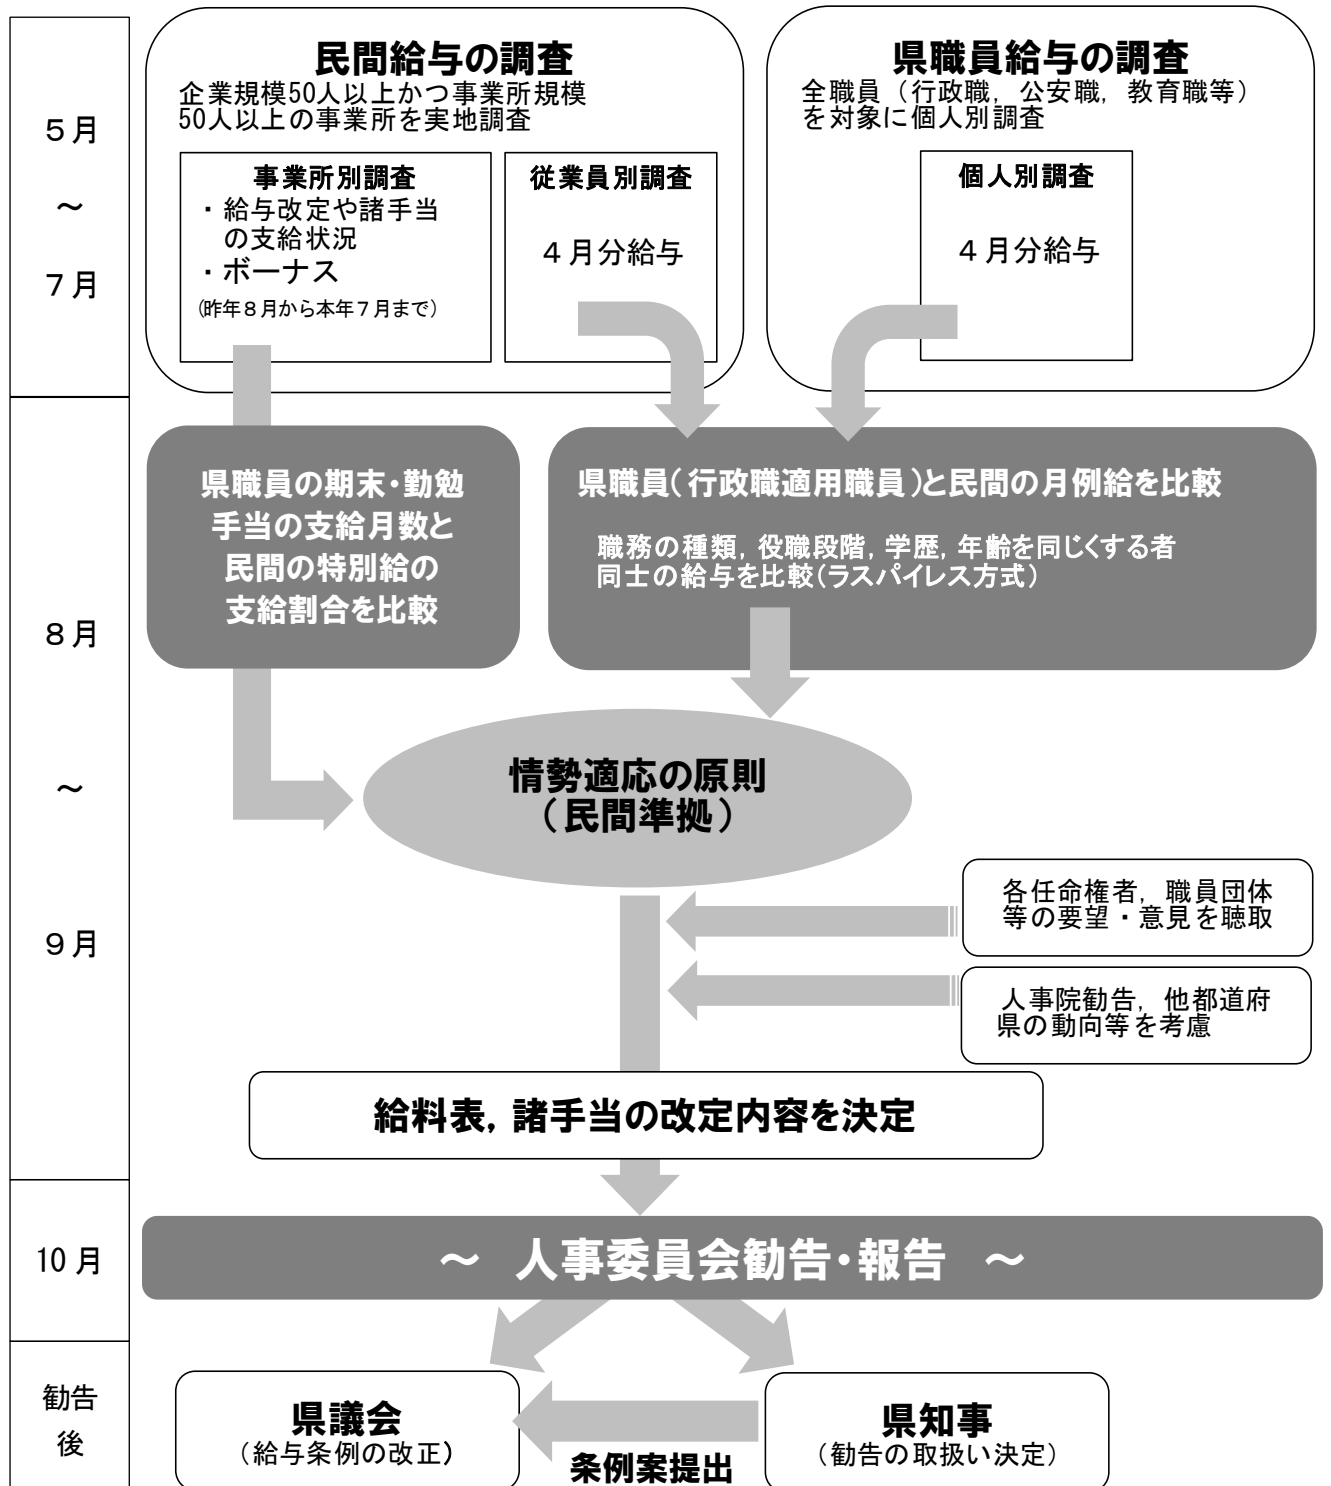 5月
～
7月
民間給与の調査
企業規模50人以上かつ事業所規模
50人以上の事業所を実地調査
事業所別調査
・給与改定や諸手当
の支給状況
・ボーナス
(昨年8月から本年7月まで)
従業員別調査
4月分給与
県職員給与の調査
全職員（行政職，公安職，教育職等）
を対象に個人別調査
個人別調査
4月分給与
8月
～
9月
県職員の期末・勤勉
手当の支給月数と
民間の特別給の
支給割合を比較
県職員（行政職適用職員）と民間の月例給を比較
職務の種類，役職段階，学歴，年齢を同じくする者
同士の給与を比較（ラスパイレス方式）
情勢適応の原則
（民間準拠）
各任命権者，職員団体
等の要望・意見を聴取
人事院勧告，他都道府
県の動向等を考慮
給料表，諸手当の改定内容を決定
10月
～ 人事委員会勧告・報告 ～
勧告
後
県議会
（給与条例の改正）
条例案提出
県知事
（勧告の取扱い決定）